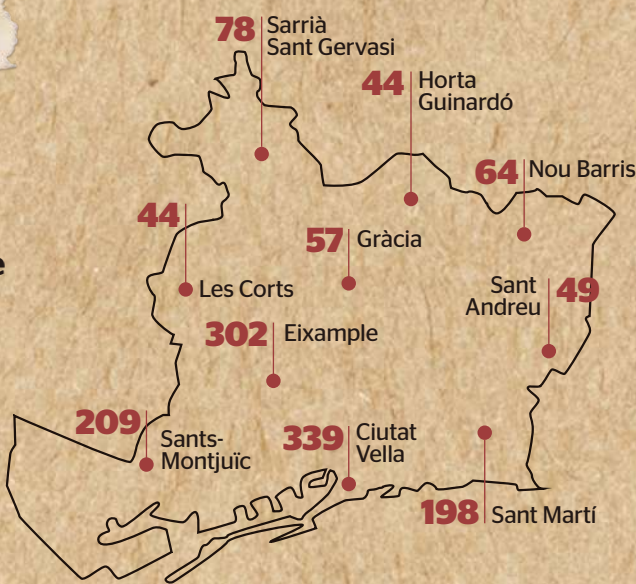 78 Sarrià
Sant Gervasi
44 Horta
Guinardó
64 Nou Barris
44
Les Corts
57 Gràcia
Sant 49
Andreu
302 Eixample
209
Sants-
Montjuïc
339 Ciutat
Vella
198 Sant Martí
e